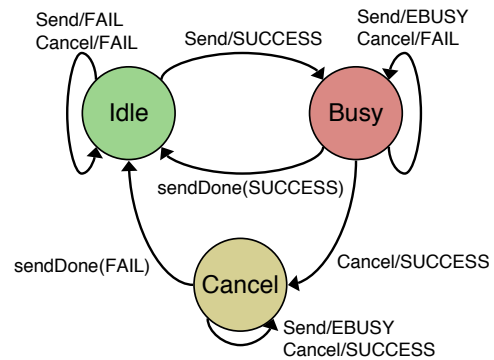 Send/FAIL
Cancel/FAIL
Send/SUCCESS
Send/EBUSY
Cancel/FAIL
Idle
Busy
sendDone(SUCCESS)
sendDone(FAIL)
Cancel/SUCCESS
Cancel
Send/EBUSY
Cancel/SUCCESS